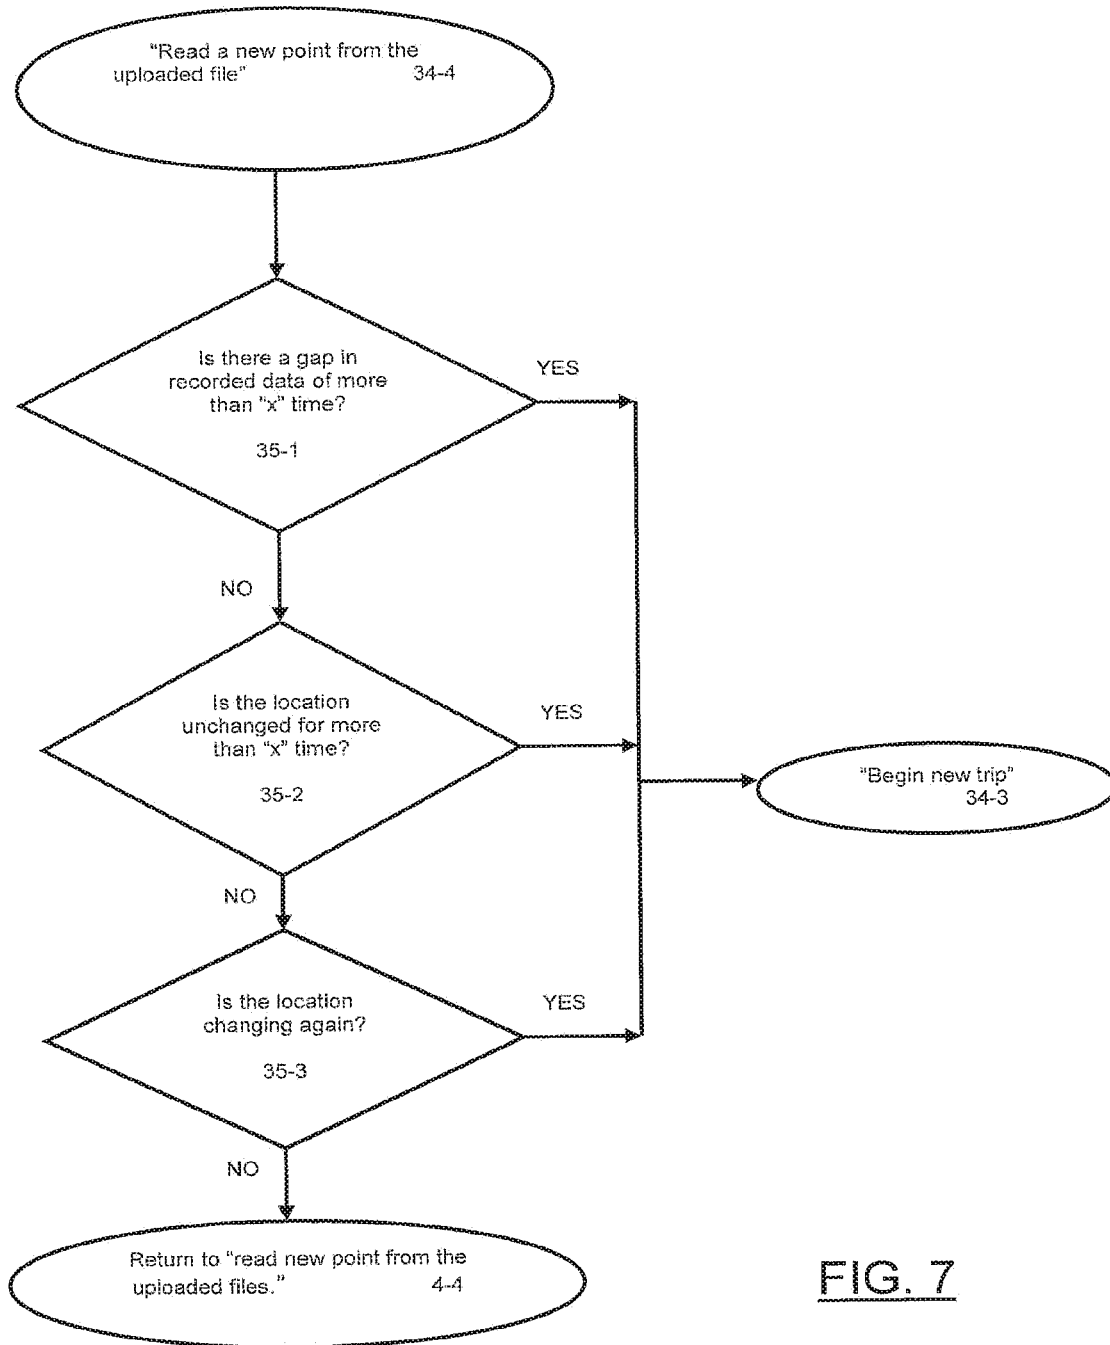 “Read a new point from the
uploaded file” 34-4
Is there a gap in
recorded data of more
than “x” time?
35-1
YES
NO
Is the location
unchanged for more
than “x” time?
35-2
YES
“Begin new trip”
34-3
NO
Is the location
changing again?
35-3
YES
NO
Return to “read new point from the
uploaded files.” 4-4
FIG. 7